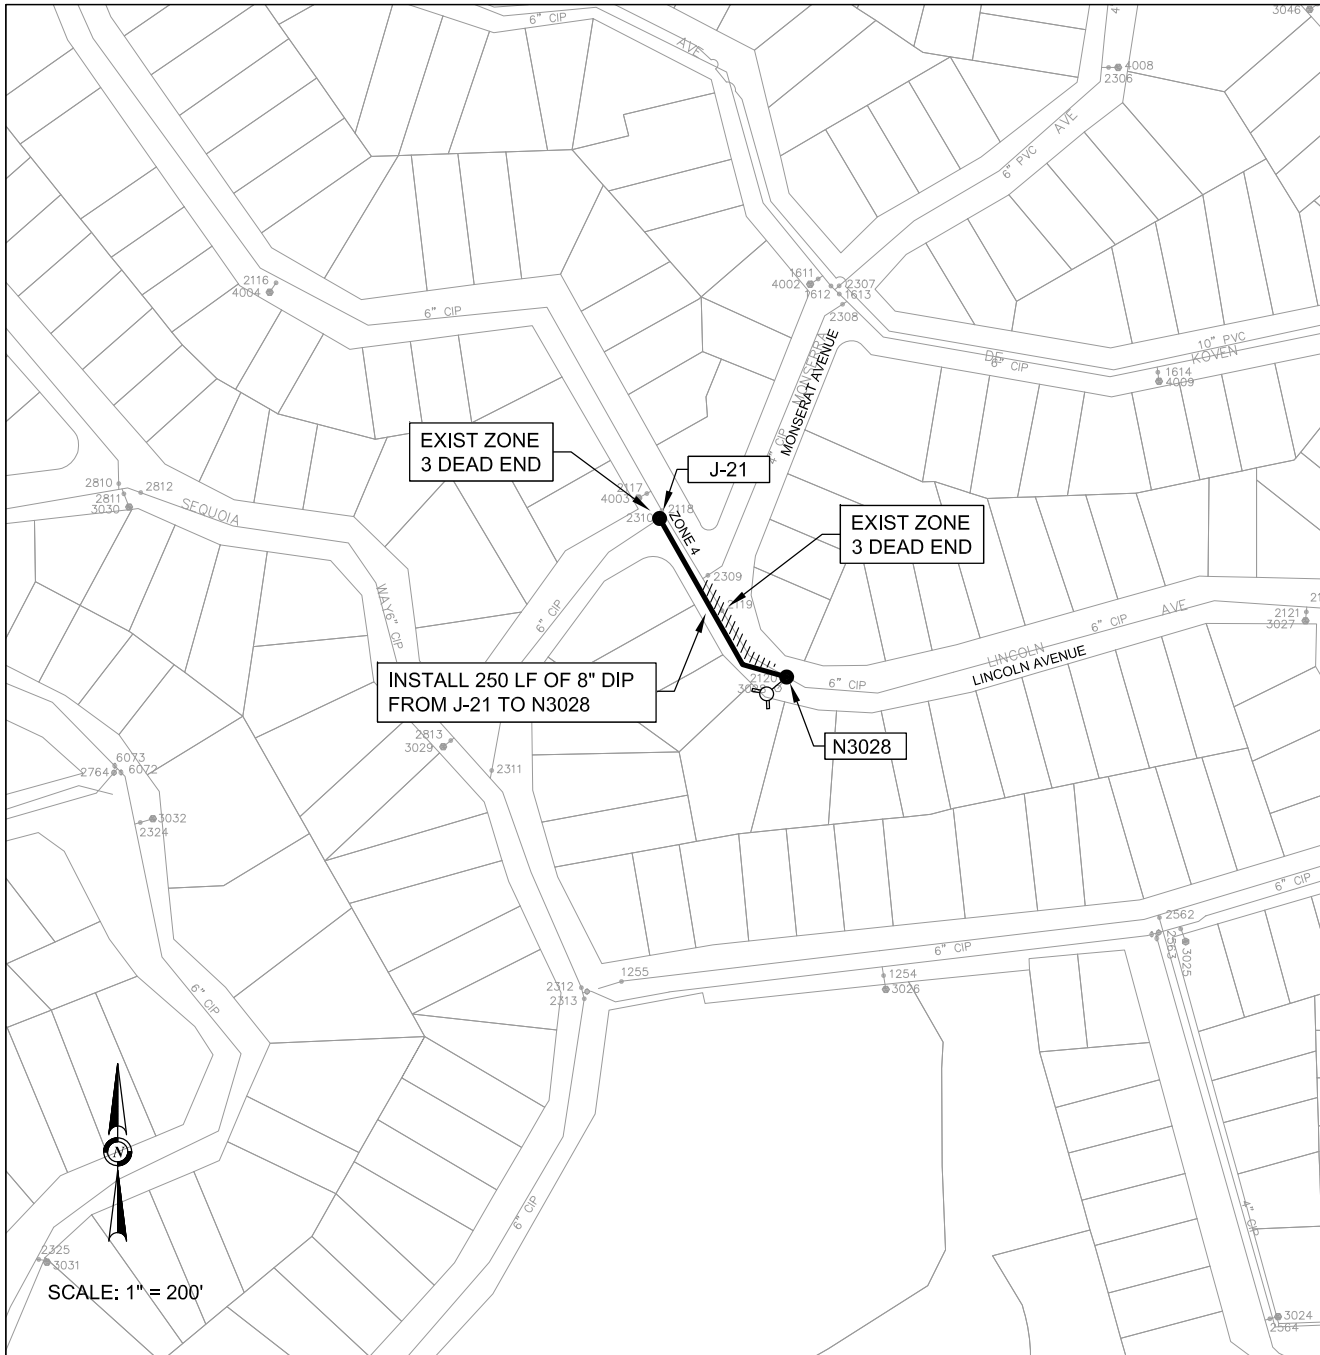 6" CIP
AVE
3046
4
4008
2306
AVE
6" PVC
2116
4004
6" CIP
1611
4002
1612
2307
1613
2308
10" PVC
DE
KOVEN
6" CIP
1614
4009
MONSERRA
MONSERAT AVENUE
4" CIP
EXIST ZONE
3 DEAD END
J-21
2810
2812
2811
3030
SEQUOIA
2117
4003
2118
2310
ZONE 4
EXIST ZONE
3 DEAD END
2309
2119
WAY
6" CIP
6" CIP
6" CIP
AVE
2121
3027
LINCOLN
LINCOLN AVENUE
INSTALL 250 LF OF 8" DIP
FROM J-21 TO N3028
2120
6" CIP
N3028
2813
3029
2311
6073
2764
6072
3032
2324
6" CIP
2562
2563
3025
6" CIP
1255
1254
3026
2312
2313
6" CIP
N
6" CIP
4" CIP
2325
3031
SCALE: 1" = 200'
3024
2564